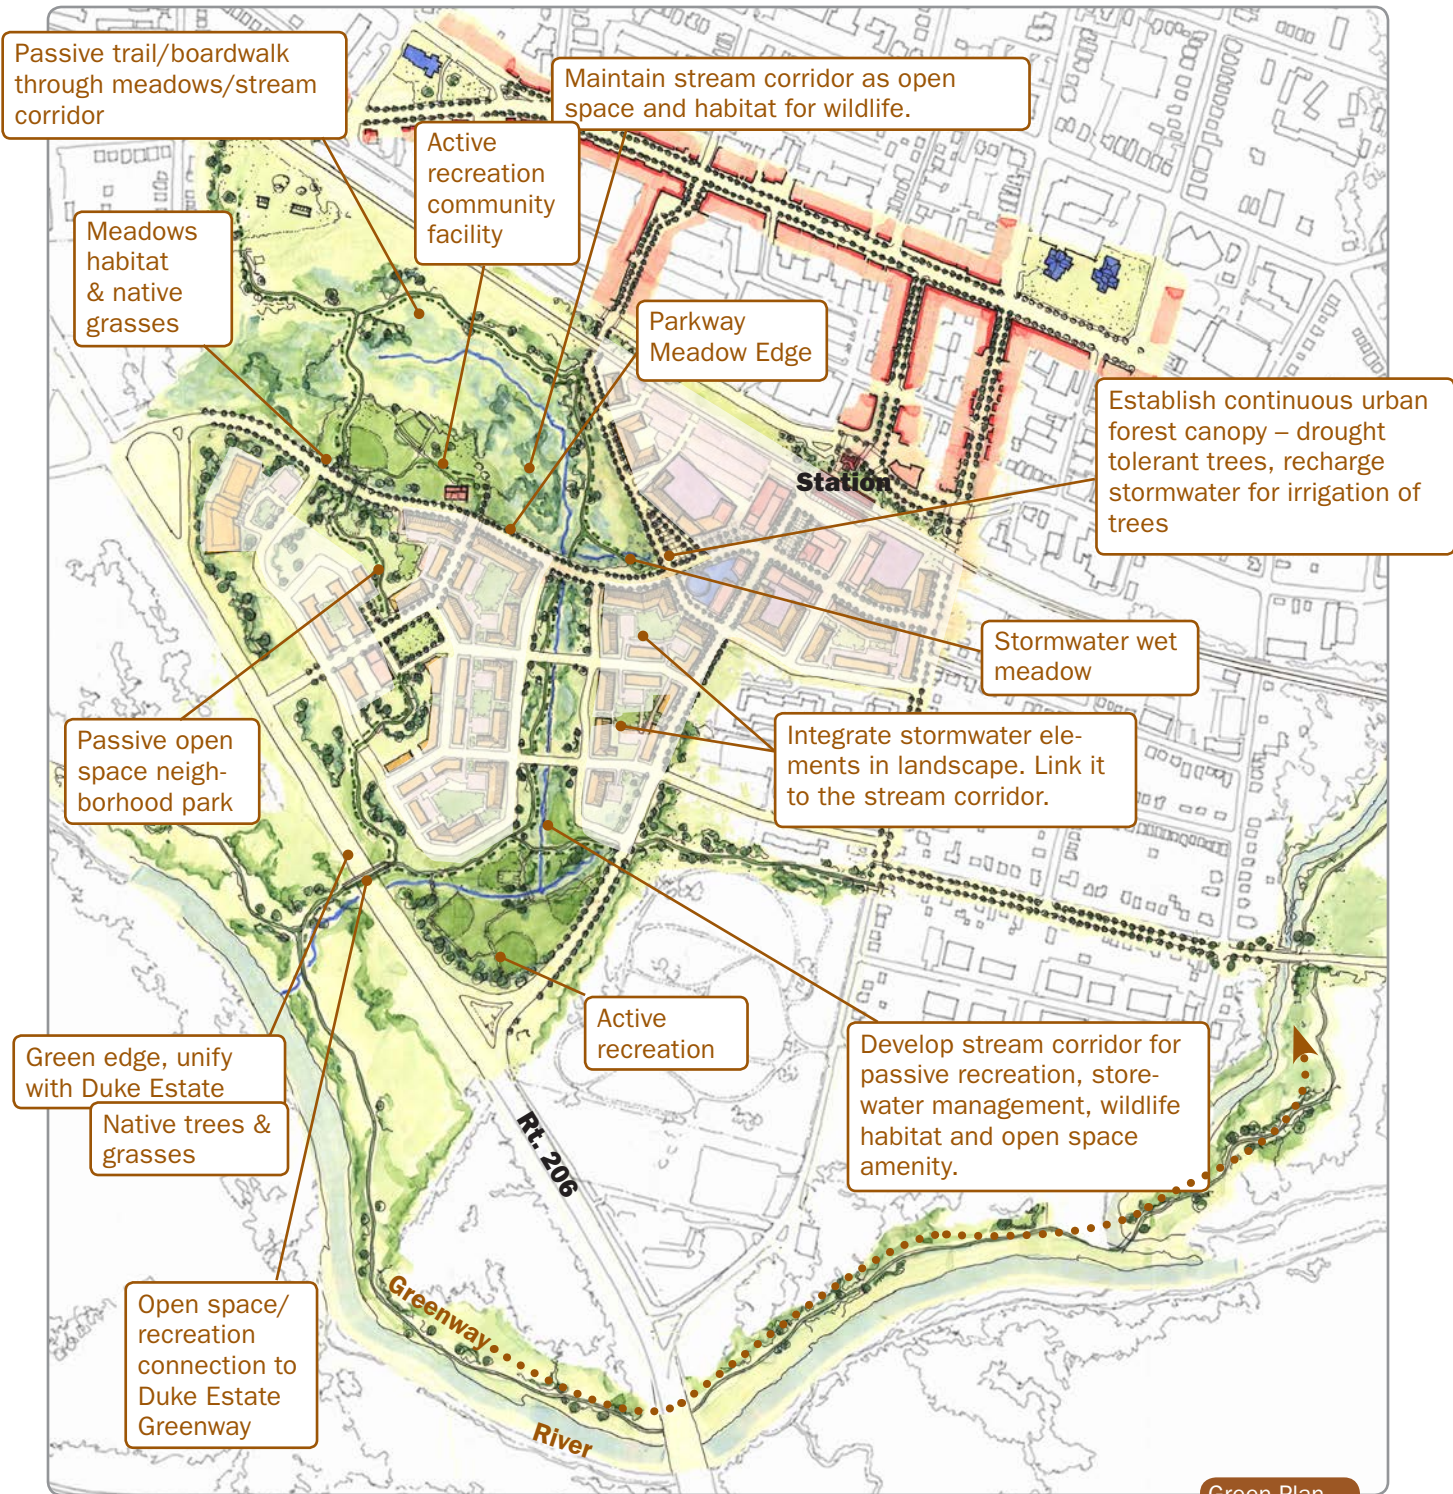 Passive trail/boardwalk
through meadows/stream
corridor
Maintain stream corridor as open
space and habitat for wildlife.
Active
recreation
community
facility
Meadows
habitat
& native
grasses
Parkway
Meadow Edge
Establish continuous urban
forest canopy – drought
tolerant trees, recharge
stormwater for irrigation of
trees
Station
Stormwater wet
meadow
Integrate stormwater ele-
ments in landscape. Link it
to the stream corridor.
Passive open
space neigh-
borhood park
Active
recreation
Develop stream corridor for
passive recreation, store-
water management, wildlife
habitat and open space
amenity.
Green edge, unify
with Duke Estate
Native trees &
grasses
Rt. 206
Open space/
recreation
connection to
Duke Estate
Greenway
Greenway
River
Green Plan